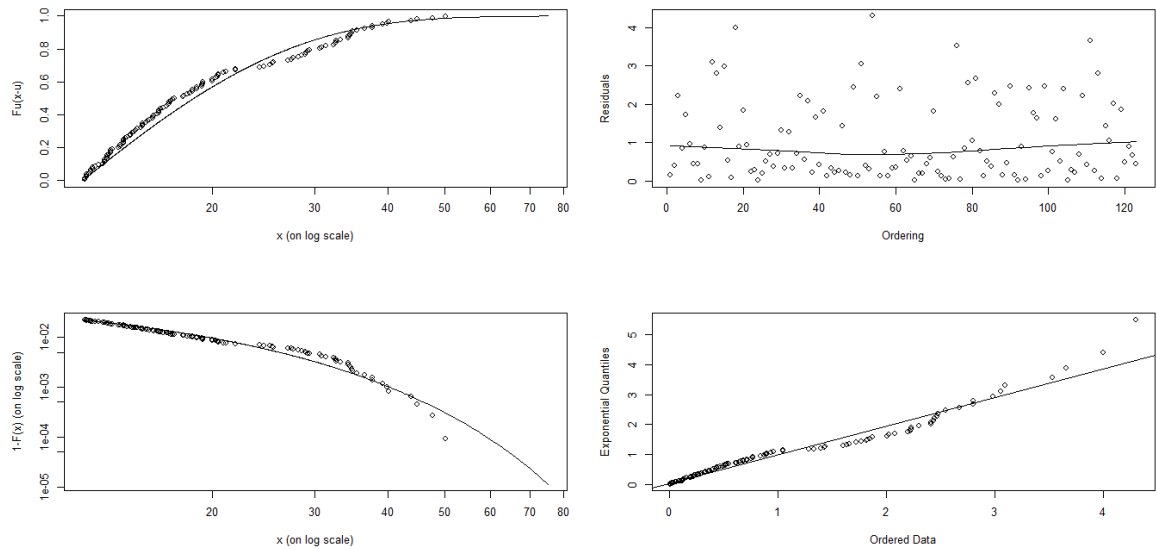 Fu(x-u)
0.0 0.2 0.4 0.6 0.8 1.0
20 30 40 50 60 70 80
x (on log scale)
Residuals
0 1 2 3 4
0 20 40 60 80 100 120
Ordering
1-F(x) (on log scale)
1e-05 1e-04 1e-03 1e-02
20 30 40 50 60 70 80
x (on log scale)
Exponential Quantiles
0 1 2 3 4 5
0 1 2 3 4
Ordered Data